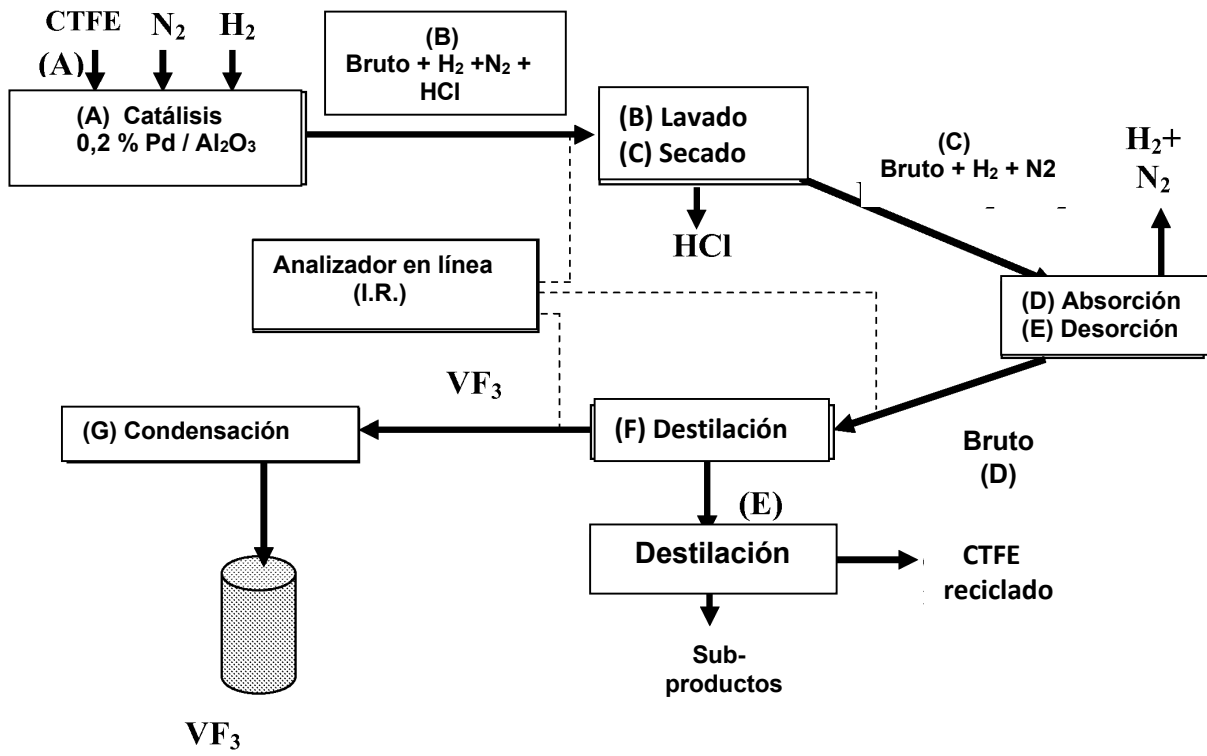 CTFE N₂ H₂
(A)
(A) Catálisis
0,2 % Pd / Al₂O₃
(B)
Bruto + H₂ +N₂ +
HCl
(B) Lavado
(C) Secado
HCl
(C)
Bruto + H₂ + N2
H₂+
N₂
Analizador en línea
(I.R.)
(D) Absorción
(E) Desorción
VF₃
(G) Condensación
(F) Destilación
Bruto
(D)
(E)
Destilación
CTFE
reciclado
Sub-
productos
VF₃